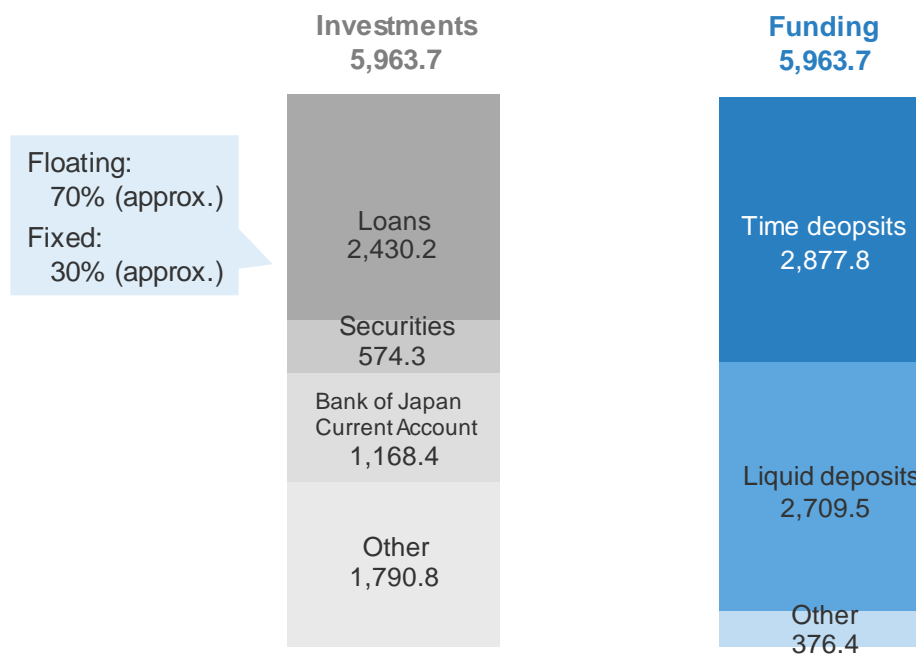 Investments
5,963.7
Funding
5,963.7
Floating:
70% (approx.)
Fixed:
30% (approx.)
Loans
2,430.2
Securities
574.3
Bank of Japan
Current Account
1,168.4
Other
1,790.8
Time deopsits
2,877.8
Liquid deposits
2,709.5
Other
376.4